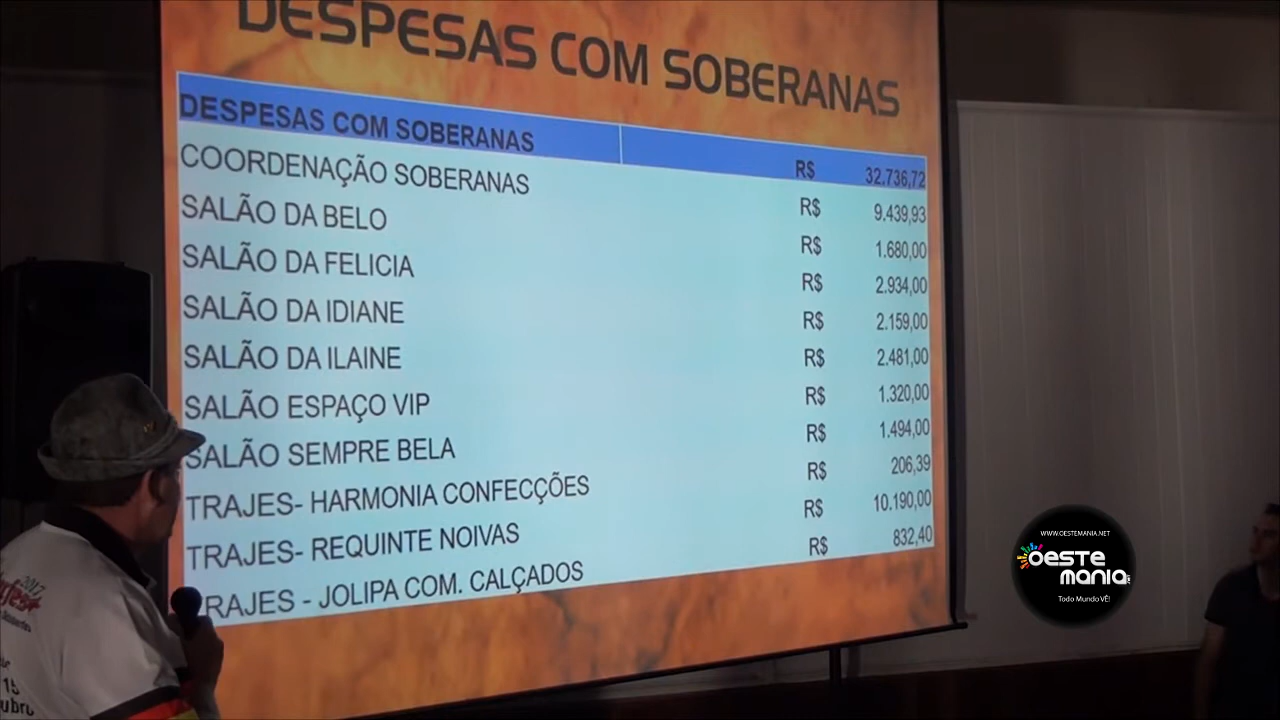 DESPESAS COM SOBERANAS
DESPESAS COM SOBERANAS R$ 32.736,72
COORDENAÇÃO SOBERANAS R$ 9.439,93
SALÃO DA BELO R$ 1.680,00
SALÃO DA FELICIA R$ 2.934,00
SALÃO DA IDIANE R$ 2.159,00
SALÃO DA ILAINE R$ 2.481,00
SALÃO ESPAÇO VIP R$ 1.320,00
SALÃO SEMPRE BELA R$ 1.494,00
TRAJES- HARMONIA CONFECÇÕES R$ 206,39
TRAJES- REQUINTE NOIVAS R$ 10.190,00
TRAJES - JOLIPA COM. CALÇADOS R$ 832,40
2017
15
WWW.OESTEMANIA.NET
OESTE
MANIA.NET
Todo Mundo VÊ!